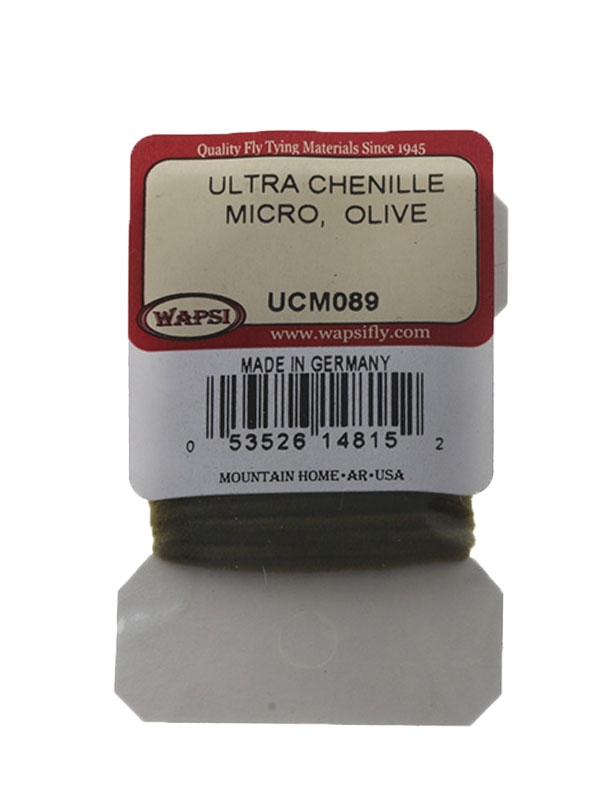 Quality Fly Tying Materials Since 1945
ULTRA CHENILLE
MICRO, OLIVE
UCM089
WAPSI
www.wapsifly.com
MADE IN GERMANY
0 53526 14815 2
MOUNTAIN HOME·AR·USA